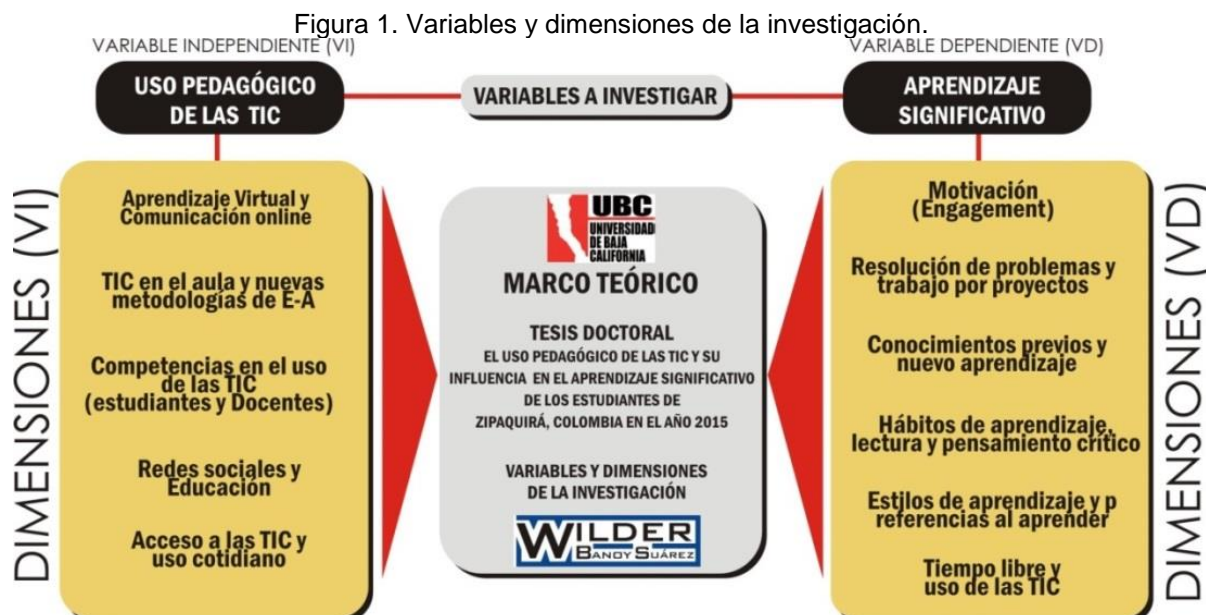 Figura 1. Variables y dimensiones de la investigación.
VARIABLE INDEPENDIENTE (VI)
VARIABLE DEPENDIENTE (VD)
USO PEDAGÓGICO
DE LAS TIC
VARIABLES A INVESTIGAR
APRENDIZAJE
SIGNIFICATIVO
DIMENSIONES (VI)
Aprendizaje Virtual y
Comunicación online
TIC en el aula y nuevas
metodologías de E-A
Competencias en el uso
de las TIC
(estudiantes y Docentes)
Redes sociales y
Educación
Acceso a las TIC y
uso cotidiano
UBC
UNIVERSIDAD
DE BAJA
CALIFORNIA
MARCO TEÓRICO
TESIS DOCTORAL
EL USO PEDAGÓGICO DE LAS TIC Y SU
INFLUENCIA EN EL APRENDIZAJE SIGNIFICATIVO
DE LOS ESTUDIANTES DE
ZIPAQUIRÁ, COLOMBIA EN EL AÑO 2015
VARIABLES Y DIMENSIONES
DE LA INVESTIGACIÓN
WILDER
BANDY SUÁREZ
Motivación
(Engagement)
Resolución de problemas y
trabajo por proyectos
Conocimientos previos y
nuevo aprendizaje
Hábitos de aprendizaje,
lectura y pensamiento crítico
Estilos de aprendizaje y p
referencias al aprender
Tiempo libre y
uso de las TIC
DIMENSIONES (VD)